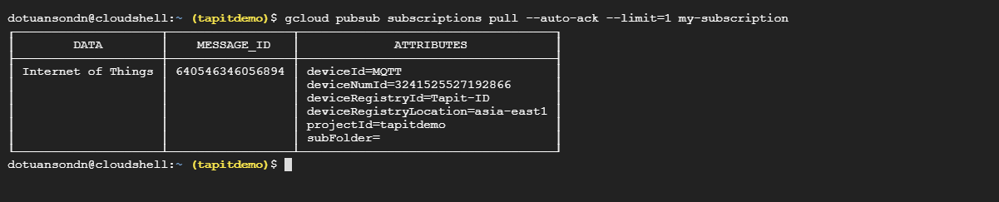 dotuansondn@cloudshell:~ (tapitdemo)$ gcloud pubsub subscriptions pull --auto-ack --limit=1 my-subscription
DATA MESSAGE_ID ATTRIBUTES
Internet of Things 640546346056894 deviceId=MQTT
deviceNumId=3241525527192866
deviceRegistryId=Tapit-ID
deviceRegistryLocation=asia-east1
projectId=tapitdemo
subFolder=
dotuansondn@cloudshell:~ (tapitdemo)$